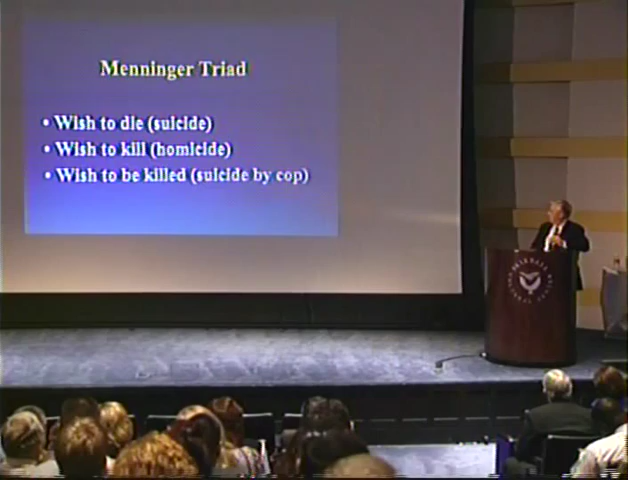 Menninger Triad
• Wish to die (suicide)
• Wish to kill (homicide)
• Wish to be killed (suicide by cop)